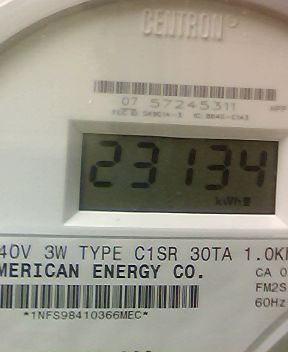 CENTRON®
07 57245311
23134
kWh
40V 3W TYPE C1SR 30TA 1.0K
MERICAN ENERGY CO.
CA 0
FM2S
60Hz
*1NFS98410366MEC*